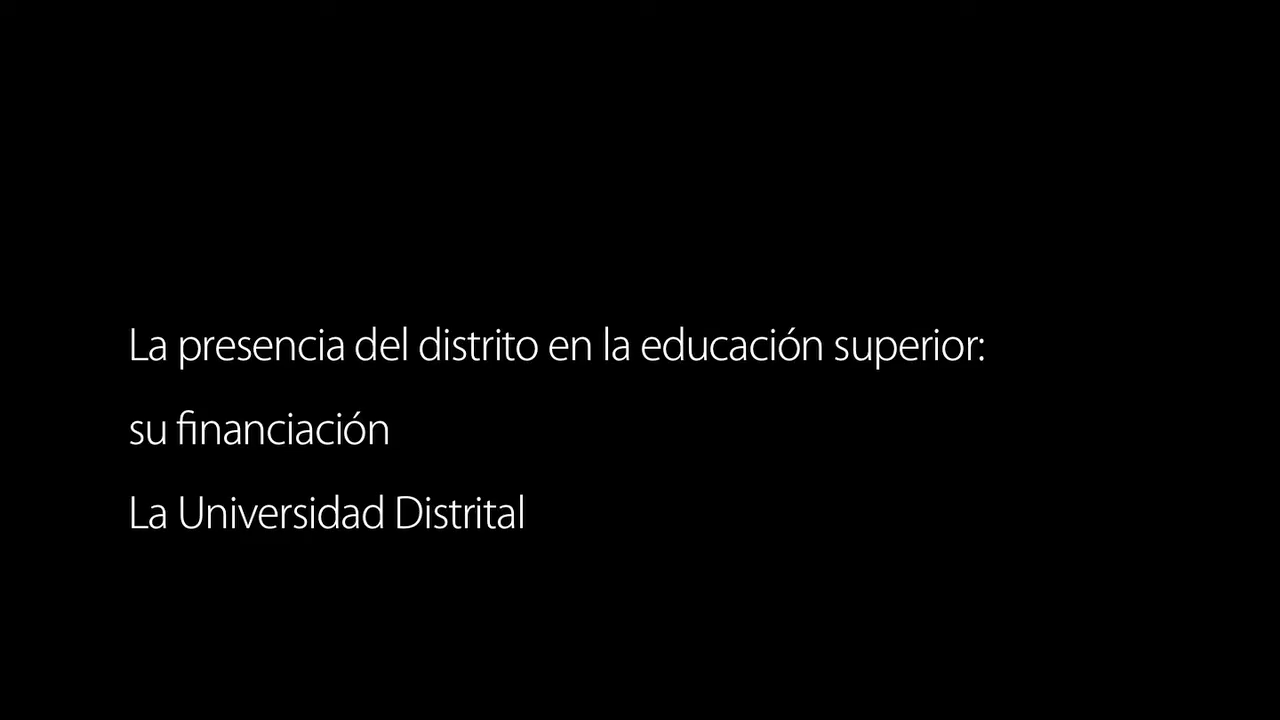 La presencia del distrito en la educación superior:
su financiación
La Universidad Distrital